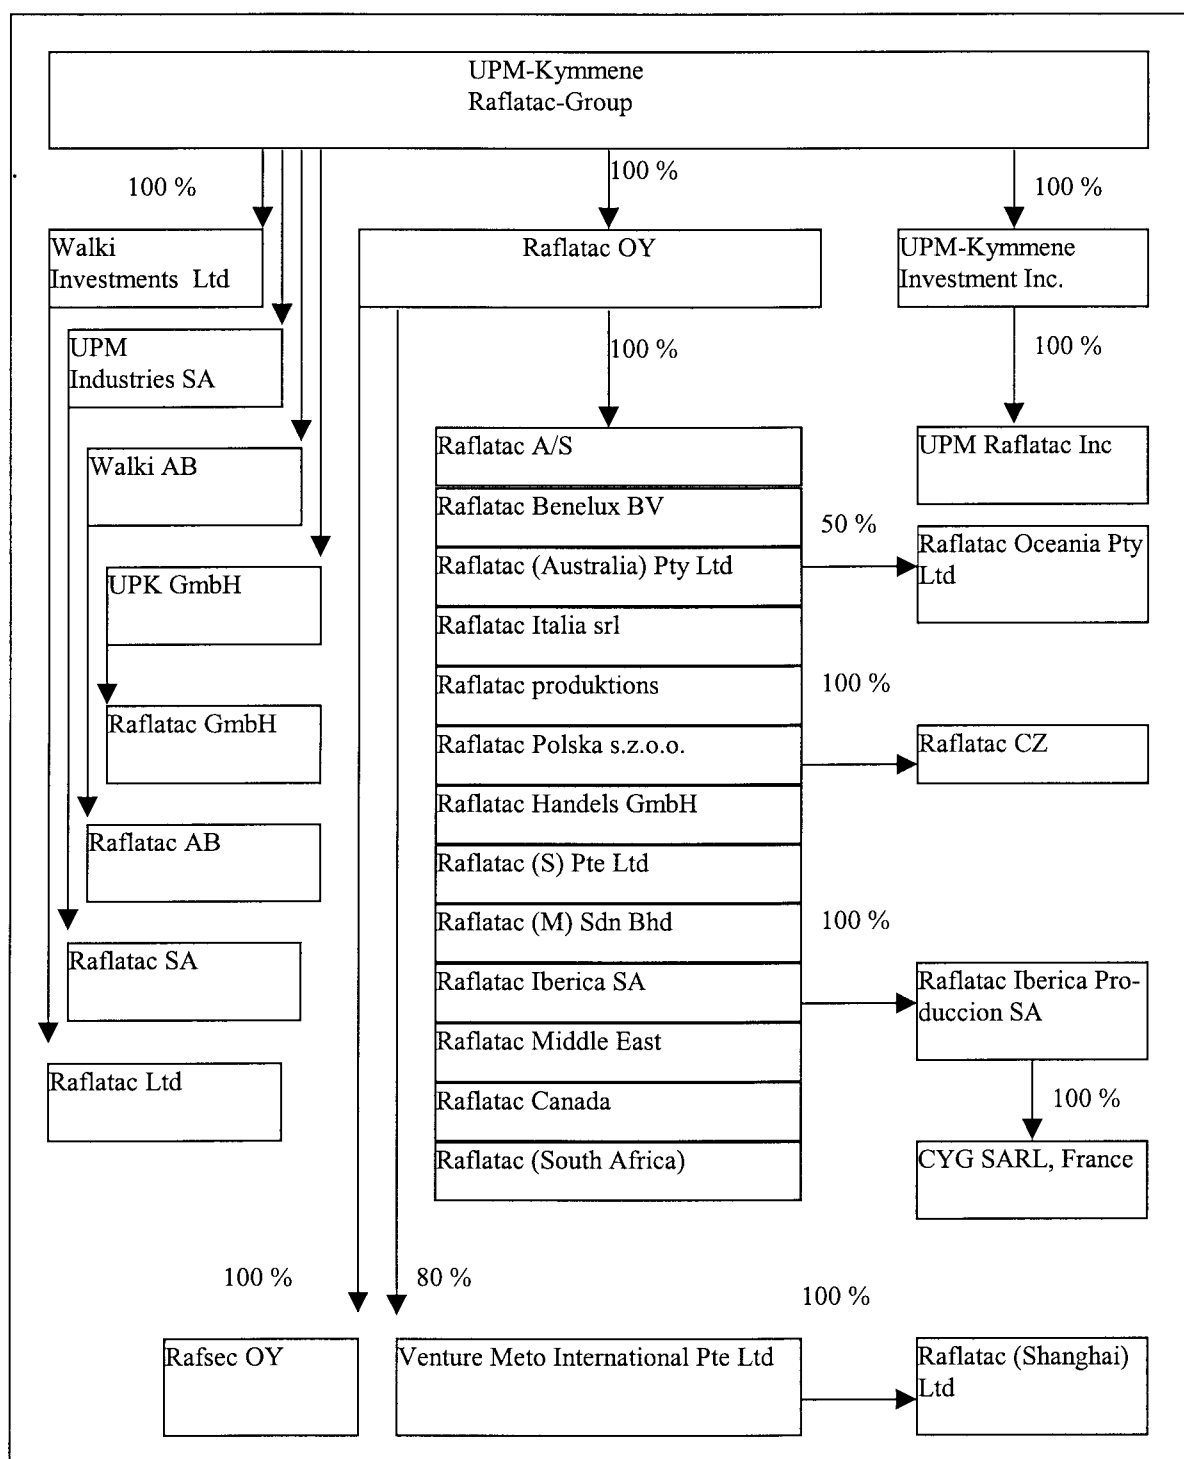 UPM-Kymmene
Raflatac-Group
100 %
100 %
100 %
Walki
Investments Ltd
Raflatac OY
UPM-Kymmene
Investment Inc.
UPM
Industries SA
100 %
100 %
Walki AB
Raflatac A/S
UPM Raflatac Inc
Raflatac Benelux BV
50 %
Raflatac (Australia) Pty Ltd
Raflatac Oceania Pty
Ltd
UPK GmbH
Raflatac Italia srl
Raflatac produktions
100 %
Raflatac GmbH
Raflatac Polska s.z.o.o.
Raflatac CZ
Raflatac Handels GmbH
Raflatac AB
Raflatac (S) Pte Ltd
Raflatac (M) Sdn Bhd
100 %
Raflatac SA
Raflatac Iberica SA
Raflatac Iberica Pro-
duccion SA
Raflatac Middle East
Raflatac Ltd
Raflatac Canada
100 %
Raflatac (South Africa)
CYG SARL, France
100 %
80 %
100 %
Rafsec OY
Venture Meto International Pte Ltd
Raflatac (Shanghai)
Ltd